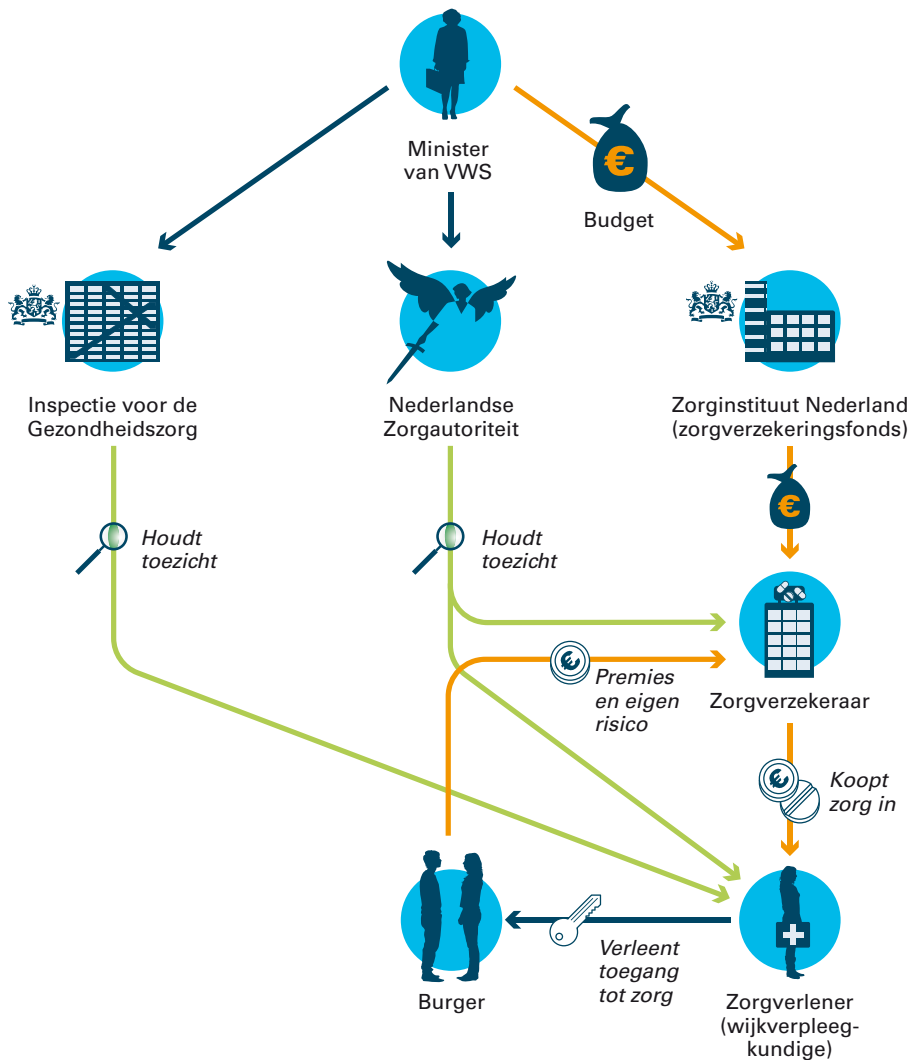 Minister
van VWS
€
Budget
Inspectie voor de
Gezondheidszorg
Nederlandse
Zorgautoriteit
Zorginstituut Nederland
(zorgverzekeringsfonds)
€
Houdt
toezicht
Houdt
toezicht
€
Premies
en eigen
risico
Zorgverzekeraar
€
Koopt
zorg in
Verleent
toegang
tot zorg
Burger
Zorgverlener
(wijkverpleeg-
kundige)